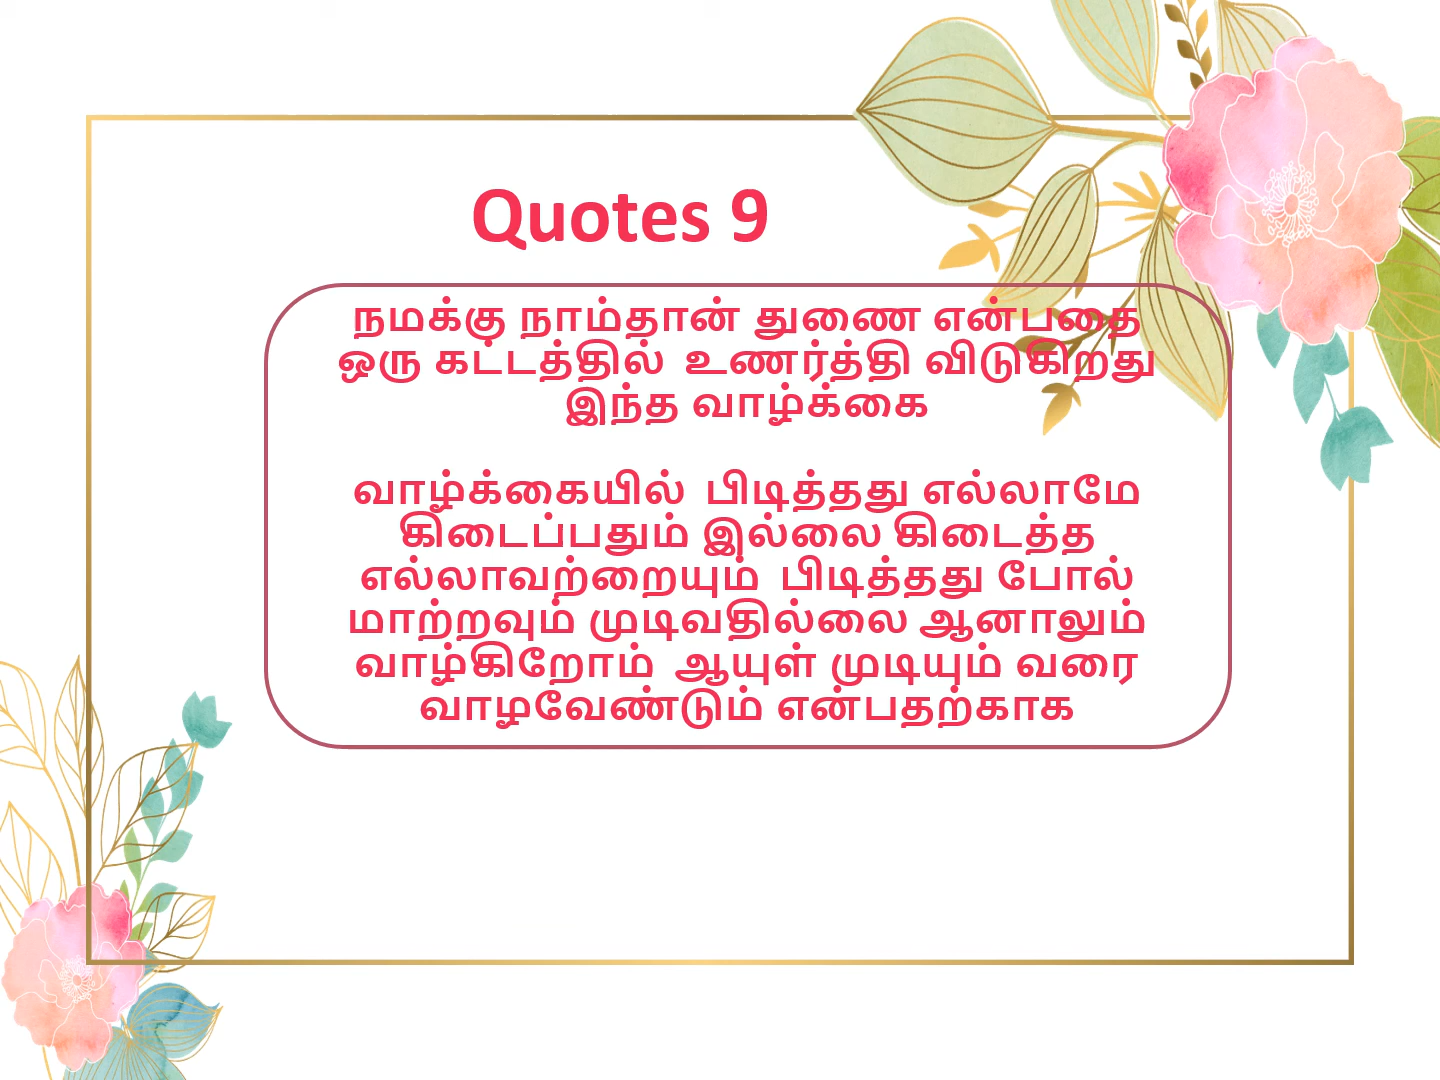 Quotes 9
நமக்கு நாம்தான் துணை என்பதை
ஒரு கட்டத்தில் உணர்த்தி விடுகிறது
இந்த வாழ்க்கை
வாழ்க்கையில் பிடித்தது எல்லாமே
கிடைப்பதும் இல்லை கிடைத்த
எல்லாவற்றையும் பிடித்தது போல்
மாற்றவும் முடிவதில்லை ஆனாலும்
வாழ்கிறோம் ஆயுள் முடியும் வரை
வாழவேண்டும் என்பதற்காக